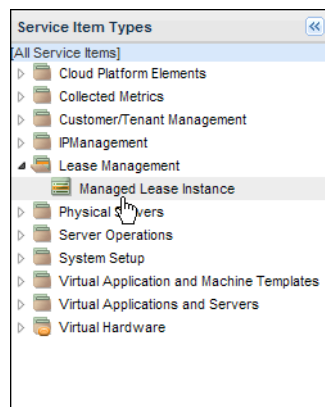 Service Item Types
[All Service Items]
Cloud Platform Elements
Collected Metrics
Customer/Tenant Management
IPManagement
Lease Management
Managed Lease Instance
Physical Servers
Server Operations
System Setup
Virtual Application and Machine Templates
Virtual Applications and Servers
Virtual Hardware